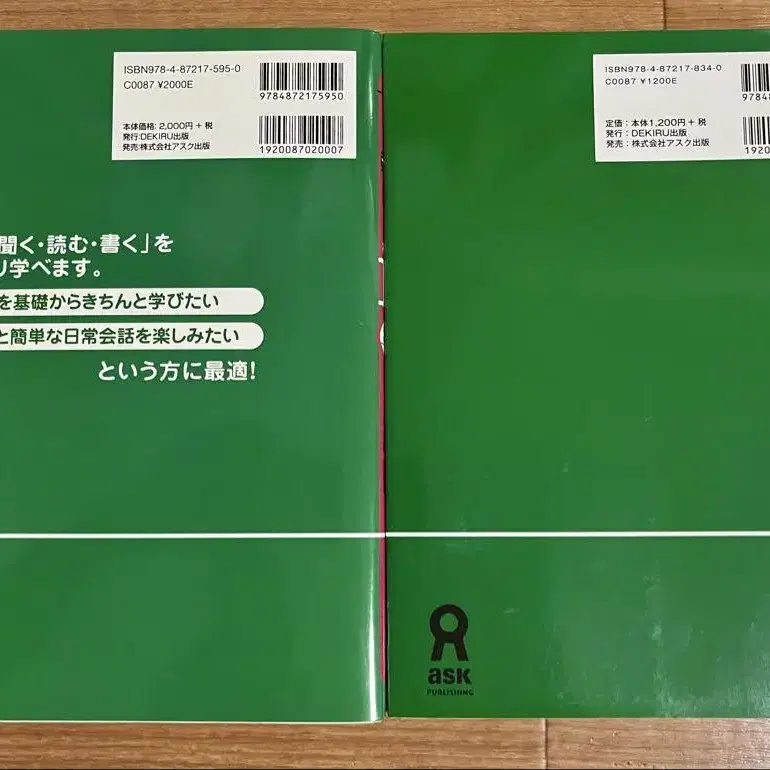 ISBN978-4-87217-595-0
C0087 ¥2000E
9784872175950
本体価格: 2,000円 + 税
発行:DEKIRU出版
発売:株式会社アスク出版
1920087020007
聞く・読む・書く」を
り学べます。
を基礎からきちんと学びたい
と簡単な日常会話を楽しみたい
という方に最適!
ISBN978-4-87217-834-0
C0087 ¥1200E
97848
定価：本体1,200円 + 税
発行：DEKIRU出版
発売：株式会社アスク出版
1920
ask
PUBLISHING